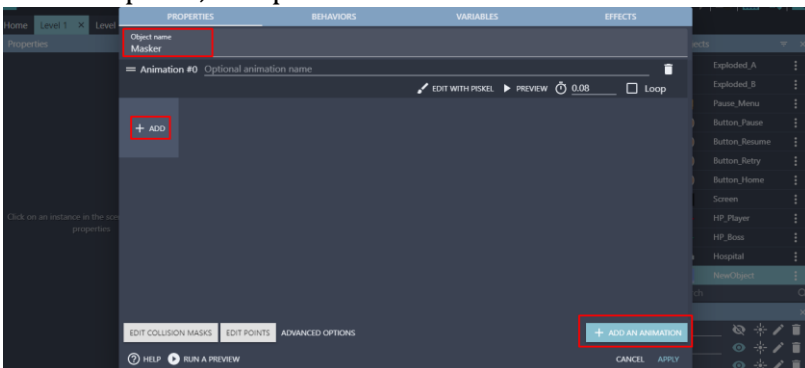 PROPERTIES BEHAVIORS VARIABLES EFFECTS
Home Level 1 × Level
Object name
Masker
Properties
= Animation #0 Optional animation name
EDIT WITH PISKEL PREVIEW 0.08 Loop
+ ADD
Click on an instance in the sce
properties
Exploded_A
Exploded_B
Pause_Menu
Button_Pause
Button_Resume
Button_Retry
Button_Home
Screen
HP_Player
HP_Boss
Hospital
NewObject
EDIT COLLISION MASKS EDIT POINTS ADVANCED OPTIONS + ADD AN ANIMATION
HELP RUN A PREVIEW CANCEL APPLY